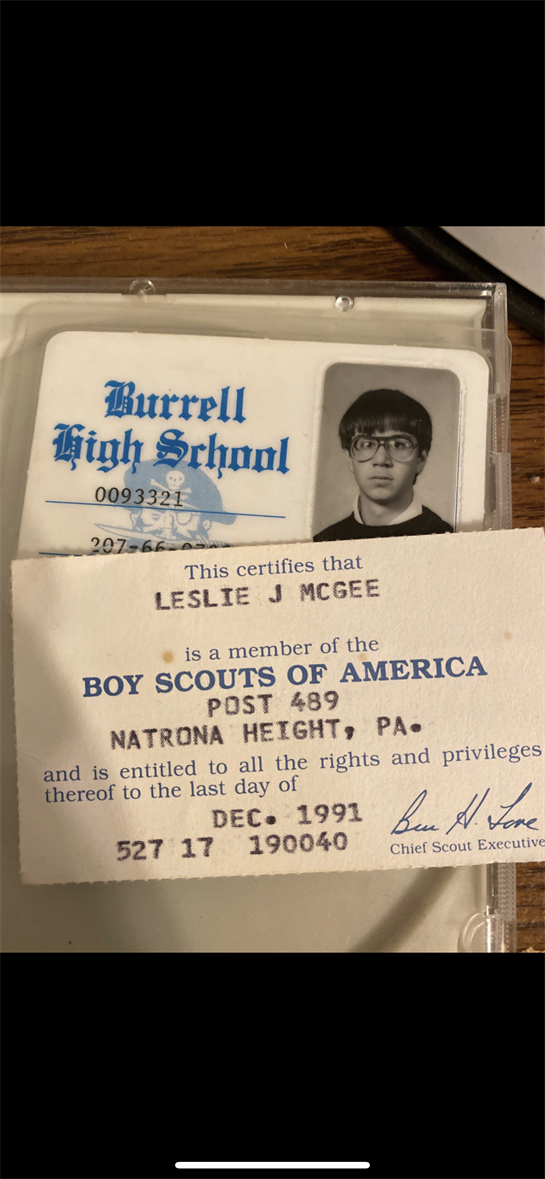 Burrell
High School
0093321
207-66-0
This certifies that
LESLIE J MCGEE
is a member of the
BOY SCOUTS OF AMERICA
POST 489
NATRONA HEIGHT, PA.
and is entitled to all the rights and privileges
thereof to the last day of
DEC. 1991
527 17 190040
Ben H. Love
Chief Scout Executive